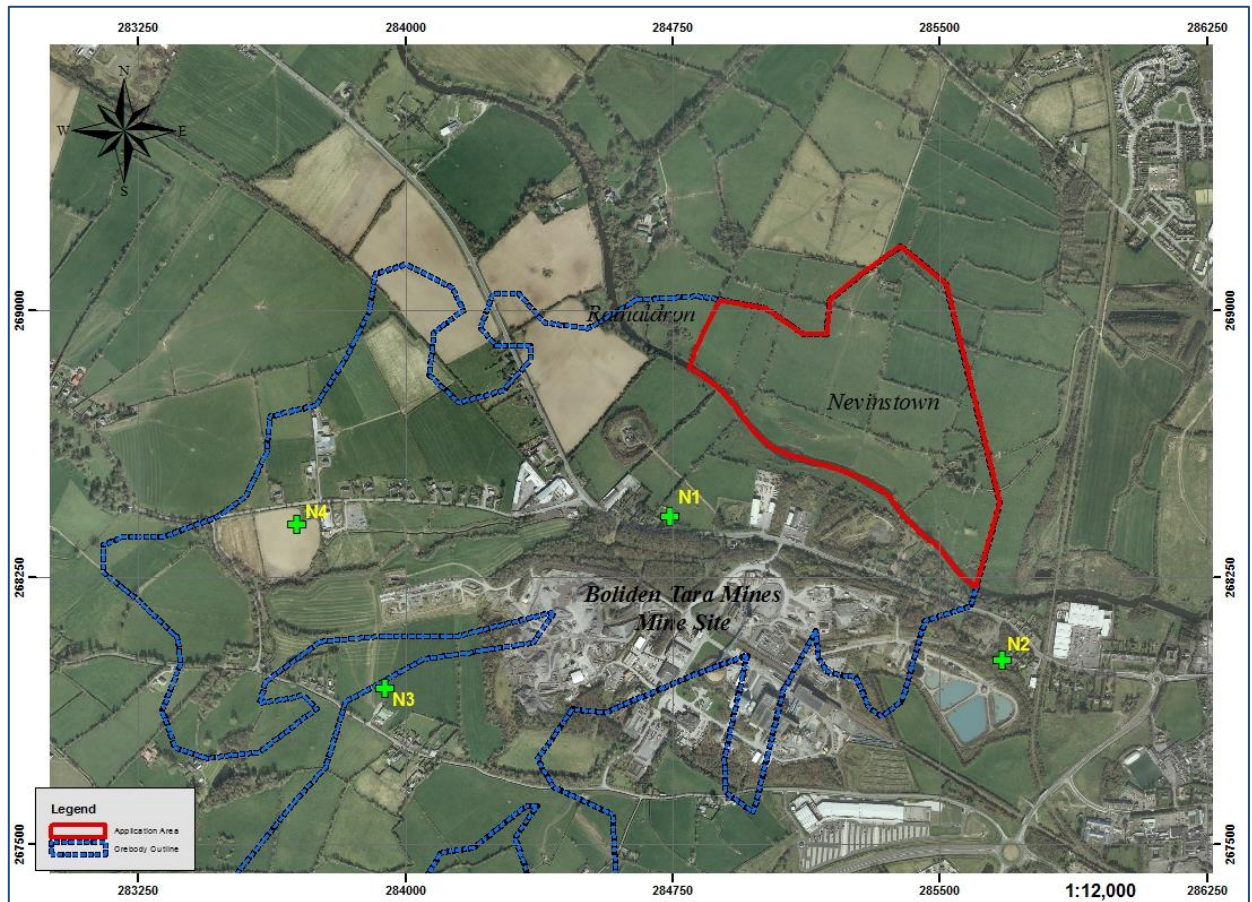 283250 284000 284750 285500 286250
N
W E
S
269000 269000
Ramaldron
Nevinstown
N1
N4
268250 268250
Boliden Tara Mines
Mine Site
N2
N3
Legend
Application Area
Orebody Outline
267500 267500
283250 284000 284750 285500 286250
1:12,000